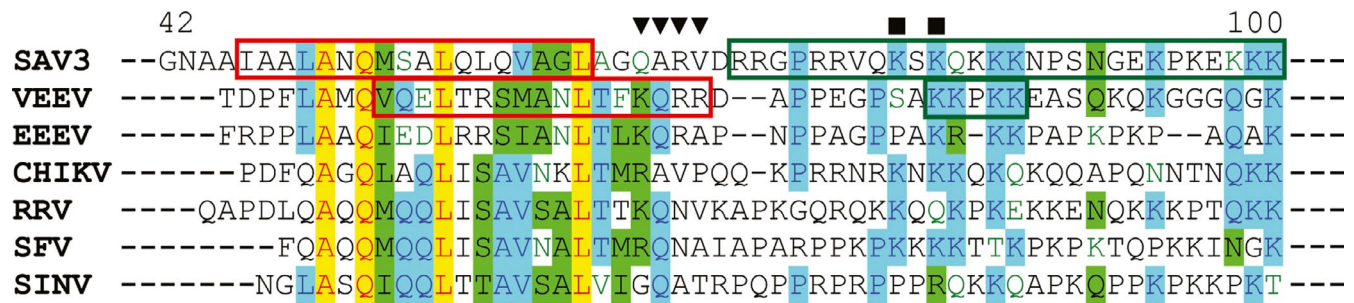 42 100
SAV3 --GNAAIAALANQMSALQLQVAGLAGQARVDRRGPRRVQKSKQKKKNPSNGEKPKEKKK---
VEEV -----TDPFLAMQVQELTRSMANLTFKQRRD--APPEGPSAKKPKKEASQKQKGGGQGK---
EEEV -----FRPPLAAQIEDLRRSIANLTLKQRAP--NPPAGPPAKR-KKPAPKPKP--AQAK---
CHIKV ------PDFQAGQLAQLISAVNKLTMRAVPQQ-KPRRNRKNKKQKQKQQAPQNNTNQKK---
RRV ----QAPDLQAQQMQQLISAVSALTTKQNVKAPKGQRQKKQQKPKEKKENQKKKPTQKK---
SFV --------FQAQQMQQLISAVNALTMRQNAIAPARPPKPKKKKTTKPKPKTQPKKINGK---
SINV -------NGLASQIQQLTTAVSALVIGQATRPQPPRPRPPPRQKKQAPKQPPKPKKPKT---